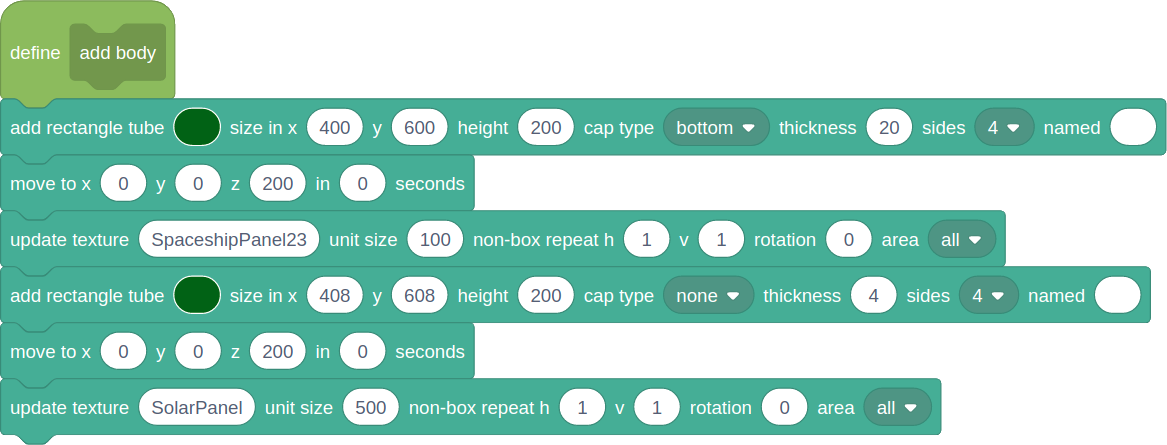 define add body
add rectangle tube size in x 400 y 600 height 200 cap type bottom thickness 20 sides 4 named
move to x 0 y 0 z 200 in 0 seconds
update texture SpaceshipPanel23 unit size 100 non-box repeat h 1 v 1 rotation 0 area all
add rectangle tube size in x 408 y 608 height 200 cap type none thickness 4 sides 4 named
move to x 0 y 0 z 200 in 0 seconds
update texture SolarPanel unit size 500 non-box repeat h 1 v 1 rotation 0 area all